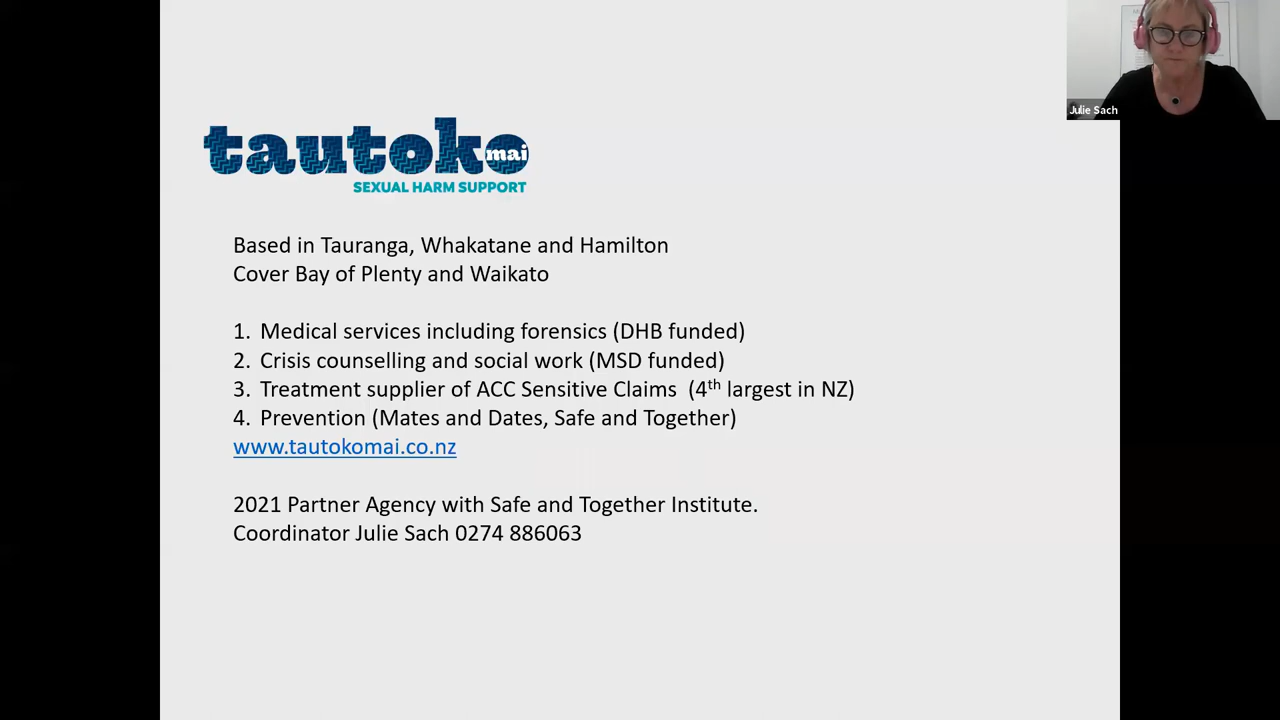 tautoko mai
SEXUAL HARM SUPPORT
Based in Tauranga, Whakatane and Hamilton
Cover Bay of Plenty and Waikato
1. Medical services including forensics (DHB funded)
2. Crisis counselling and social work (MSD funded)
3. Treatment supplier of ACC Sensitive Claims (4th largest in NZ)
4. Prevention (Mates and Dates, Safe and Together)
www.tautokomai.co.nz
2021 Partner Agency with Safe and Together Institute.
Coordinator Julie Sach 0274 886063
Julie Sach